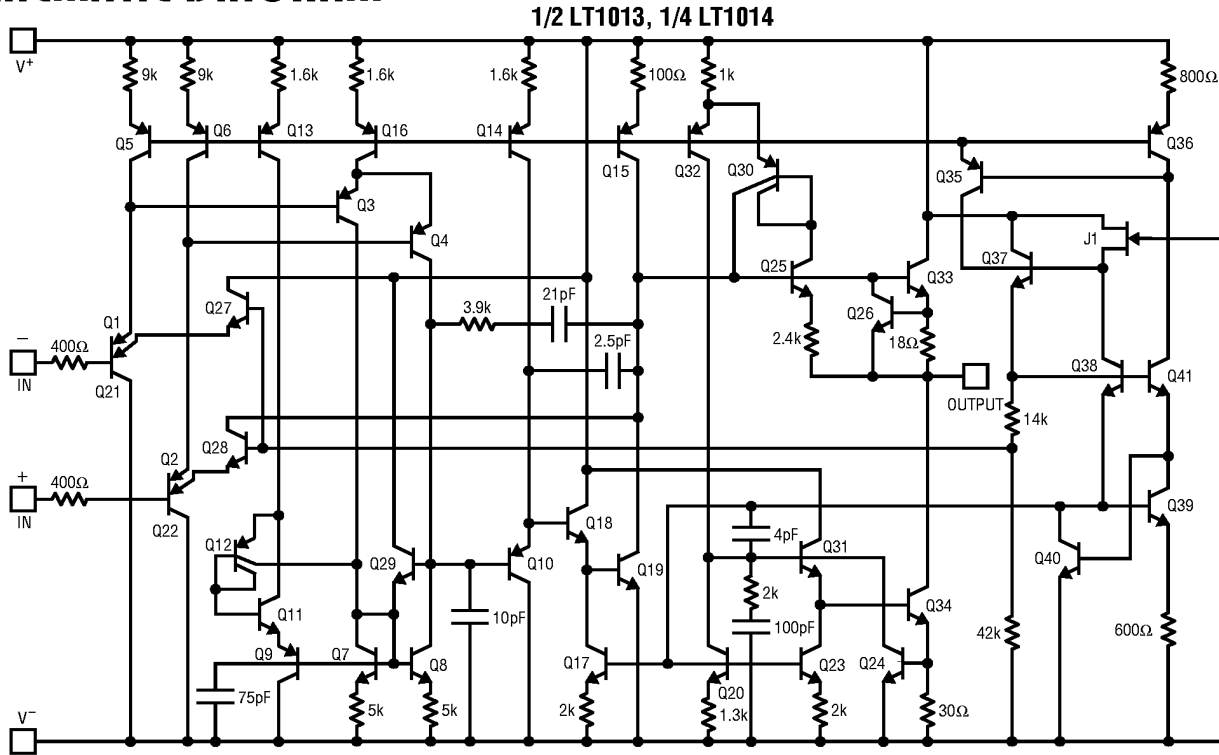 1/2 LT1013, 1/4 LT1014
V+
9k
9k
1.6k
1.6k
1.6k
100Ω
1k
800Ω
Q5
Q6
Q13
Q16
Q14
Q15
Q32
Q30
Q35
Q36
Q3
Q4
J1
Q27
Q25
Q33
Q37
3.9k
21pF
Q26
Q1
2.5pF
2.4k
18Ω
−
400Ω
IN
Q21
Q38
Q41
OUTPUT
14k
Q28
Q2
+
400Ω
IN
Q22
Q39
Q18
4pF
Q12
Q29
Q10
Q19
Q31
Q40
2k
Q11
10pF
100pF
Q34
42k
600Ω
Q9
Q7
Q8
Q17
Q20
Q23
Q24
75pF
5k
5k
2k
1.3k
2k
30Ω
V−